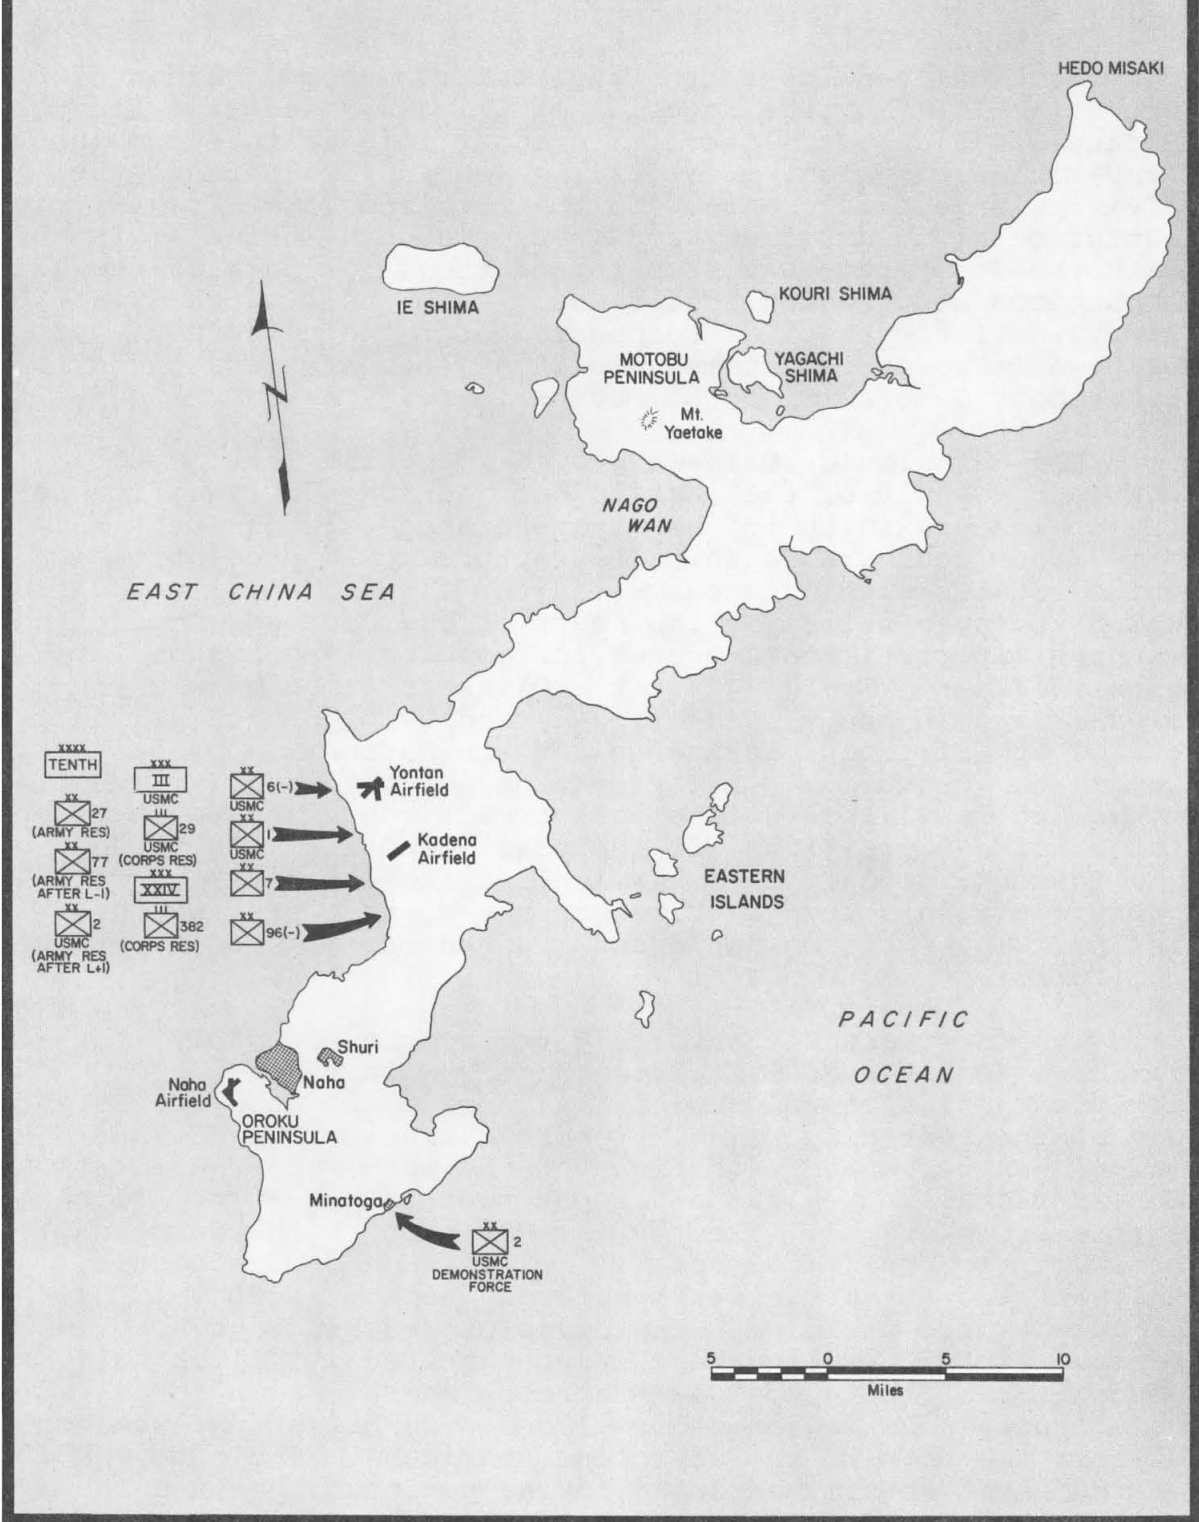 HEDO MISAKI
IE SHIMA
KOURI SHIMA
MOTOBU
PENINSULA
YAGACHI
SHIMA
Mt.
Yaetake
NAGO
WAN
EAST CHINA SEA
XXXX
TENTH
XX
27
(ARMY RES)
XX
77
(ARMY RES
AFTER L-1)
XX
2
USMC
(ARMY RES
AFTER L+1)
XXX
III
USMC
III
29
USMC
(CORPS RES)
XXX
XXIV
III
382
(CORPS RES)
XX
6(-)
USMC
XX
1
USMC
XX
7
XX
96(-)
Yontan
Airfield
Kadena
Airfield
EASTERN
ISLANDS
PACIFIC
OCEAN
Shuri
Naha
Naha
Airfield
OROKU
PENINSULA
Minatoga
XX
2
USMC
DEMONSTRATION
FORCE
5 0 5 10
Miles